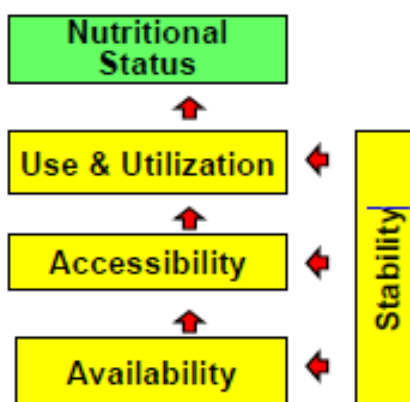 Nutritional
Status
Use & Utilization
Accessibility
Stability
Availability